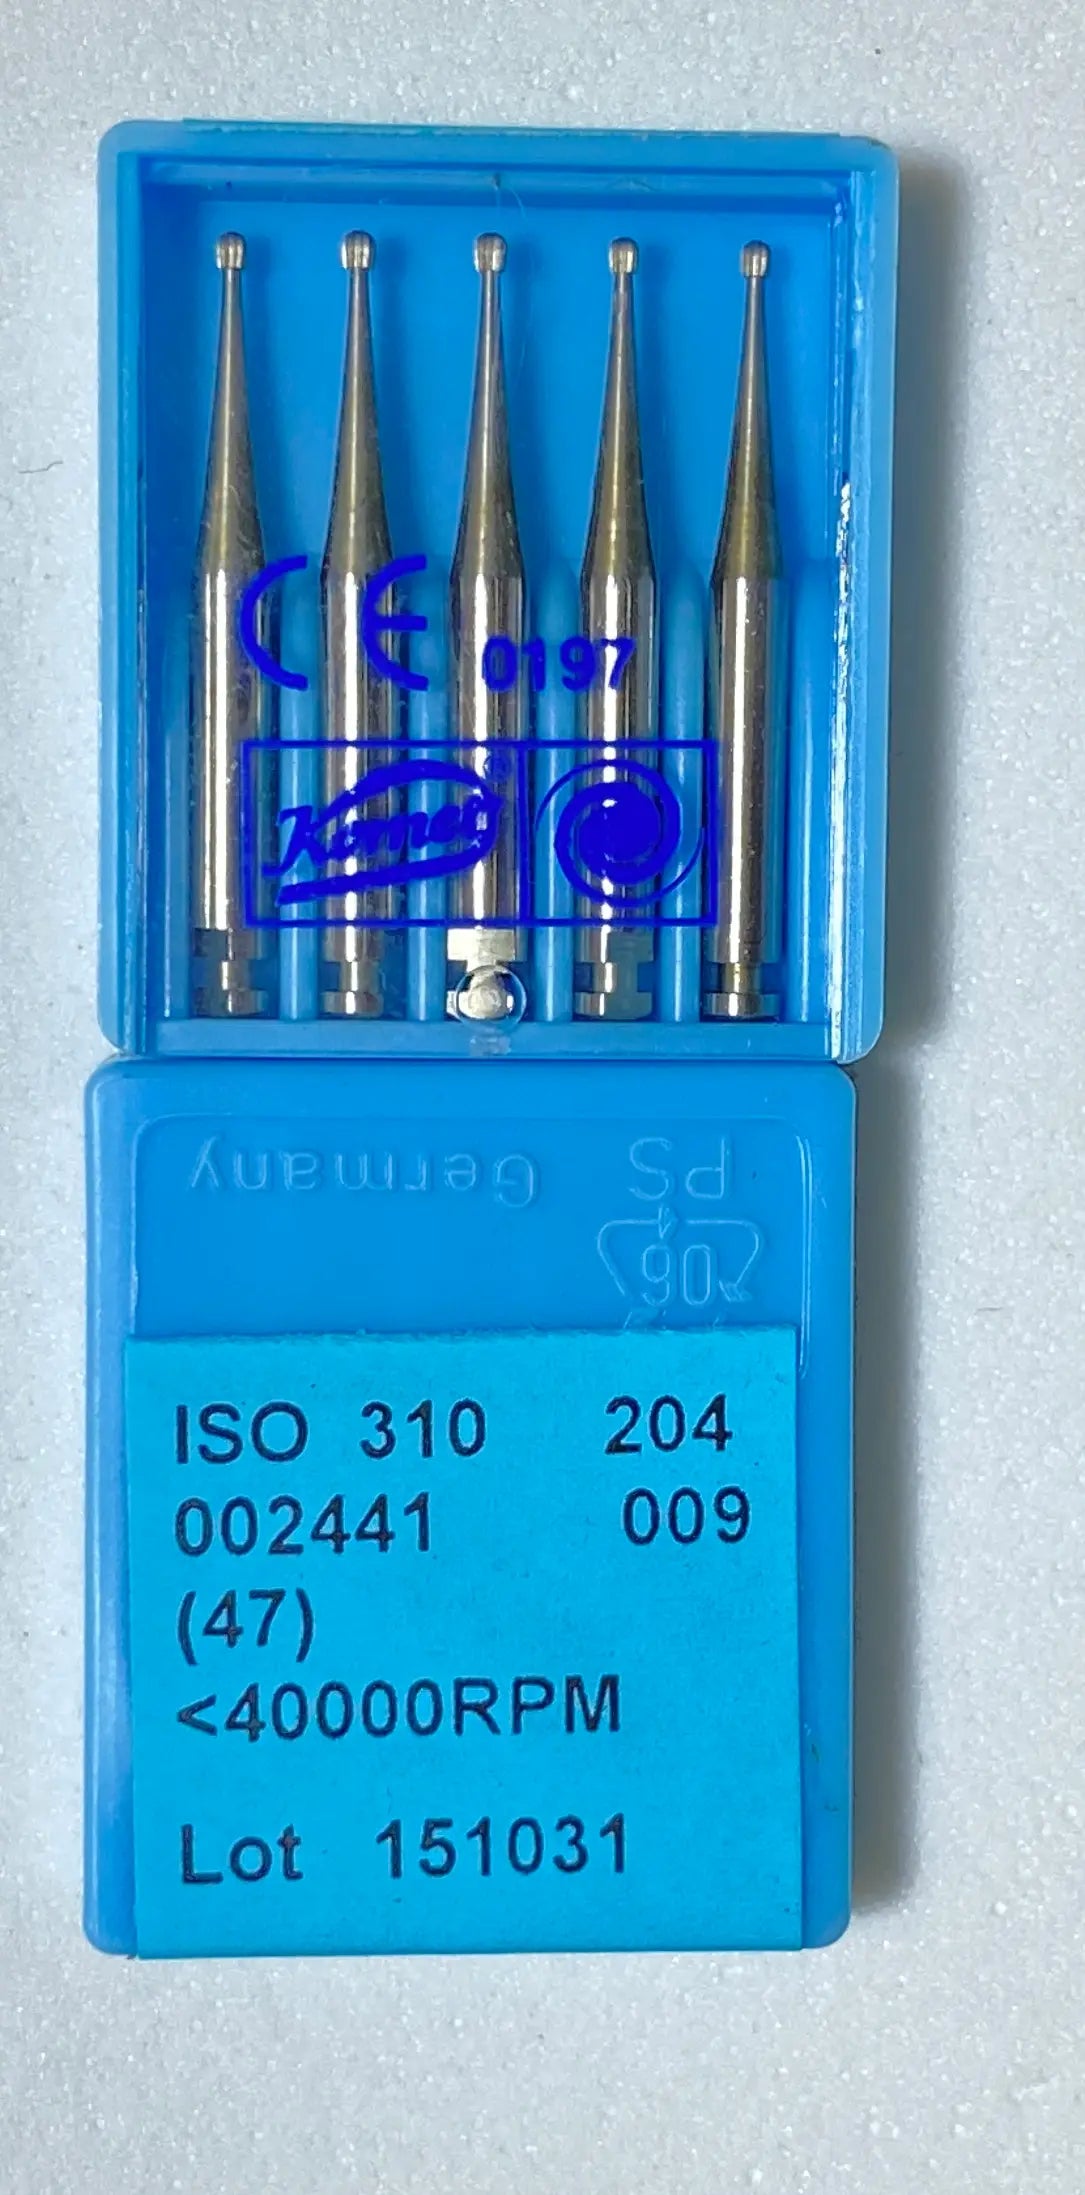 CE 0197
Komet®
Germany PS
06
ISO 310 204
002441 009
(47)
<40000RPM
Lot 151031